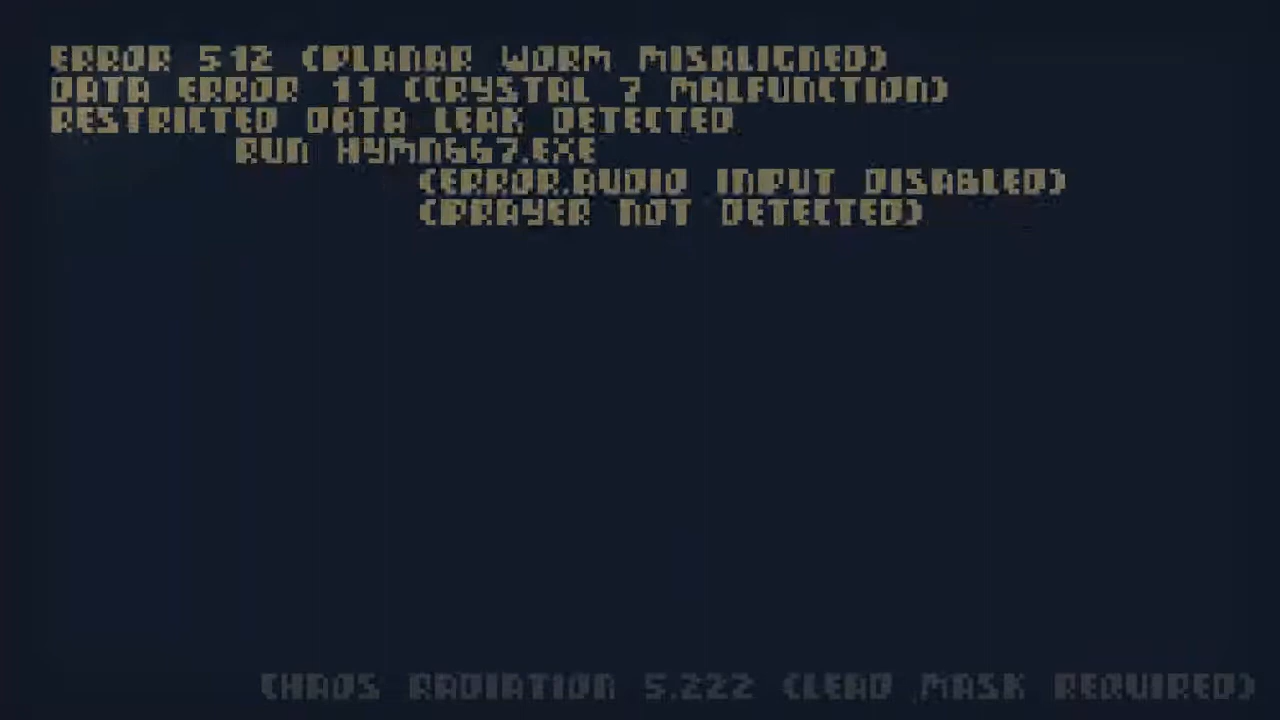 ERROR 512 (PLANAR WORM MISALIGNED)
DATA ERROR 11 (CRYSTAL 7 MALFUNCTION)
RESTRICTED DATA LEAK DETECTED
RUN HYMN667.EXE
(ERROR.AUDIO INPUT DISABLED)
(PRAYER NOT DETECTED)
CHAOS RADIATION 5.222 (LEAD MASK REQUIRED)